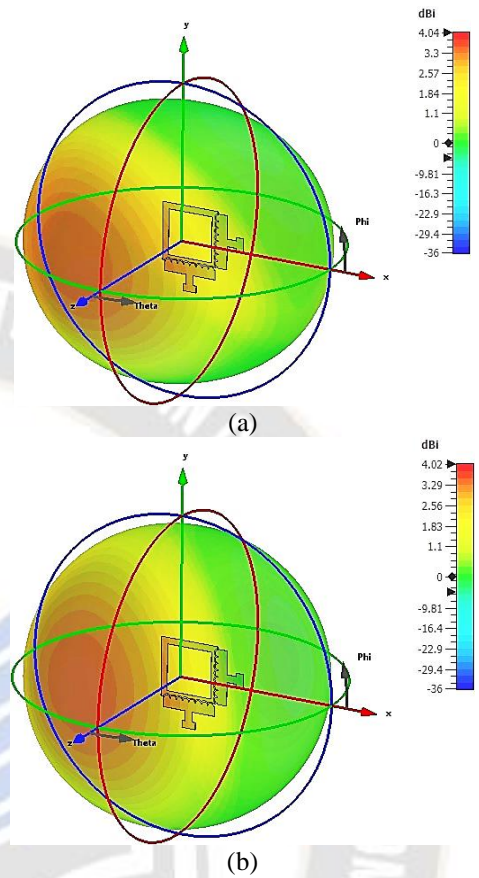 dBi
4.04
3.3
2.57
1.84
1.1
0
-9.81
-16.3
-22.9
-29.4
-36
y
Phi
x
z
Theta
(a)
dBi
4.02
3.29
2.56
1.83
1.1
0
-9.81
-16.4
-22.9
-29.4
-36
y
Phi
x
z
Theta
(b)